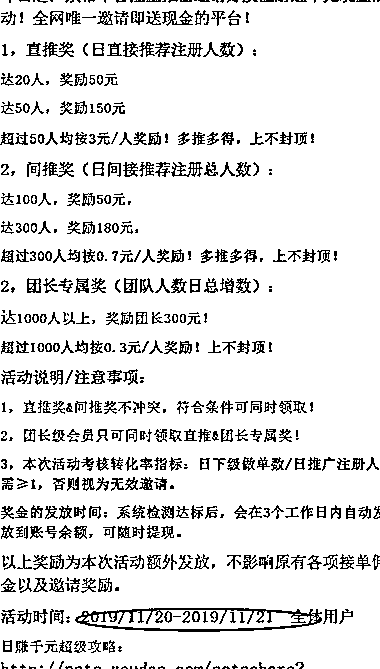 动！全网唯一邀请即送现金的平台！
1，直推奖（日直接推荐注册人数）：
达20人，奖励50元
达50人，奖励150元
超过50人均按3元/人奖励！多推多得，上不封顶！
2，间推奖（日间接推荐注册总人数）：
达100人，奖励50元，
达300人，奖励180元，
超过300人均按0.7元/人奖励！多推多得，上不封顶！
2，团长专属奖（团队人数日总增数）：
达1000人以上，奖励团长300元！
超过1000人均按0.3元/人奖励！上不封顶！
活动说明/注意事项：
1，直推奖&间推奖不冲突，符合条件可同时领取！
2，团长级会员只可同时领取直推&团长专属奖！
3，本次活动考核转化率指标：日下级做单数/日推广注册人
需≥1，否则视为无效邀请。
奖金的发放时间：系统检测达标后，会在3个工作日内自动发
放到账号余额，可随时提现。
以上奖励为本次活动额外发放，不影响原有各项接单佣
金以及邀请奖励。
活动时间：2019/11/20-2019/11/21 全体用户
日赚千元超级攻略：